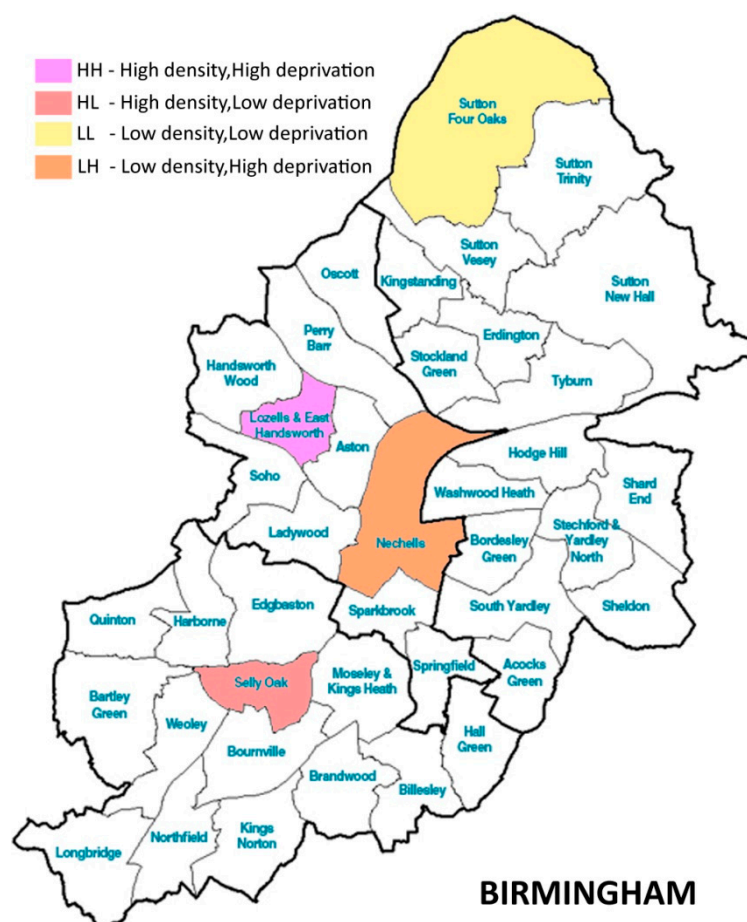 HH - High density,High deprivation
HL - High density,Low deprivation
LL - Low density,Low deprivation
LH - Low density,High deprivation
Sutton
Four Oaks
Sutton
Trinity
Sutton
Vesey
Oscott
Kingstanding
Sutton
New Hall
Perry
Barr
Erdington
Stockland
Green
Handsworth
Wood
Tyburn
Lozells & East
Handsworth
Aston
Hodge Hill
Soho
Washwood Heath
Shard
End
Ladywood
Nechells
Bordesley
Green
Stechford &
Yardley
North
Edgbaston
Sparkbrook
South Yardley
Sheldon
Quinton
Harborne
Selly Oak
Moseley &
Kings Heath
Springfield
Acocks
Green
Bartley
Green
Weoley
Bournville
Hall
Green
Brandwood
Billesley
Longbridge
Northfield
Kings
Norton
BIRMINGHAM